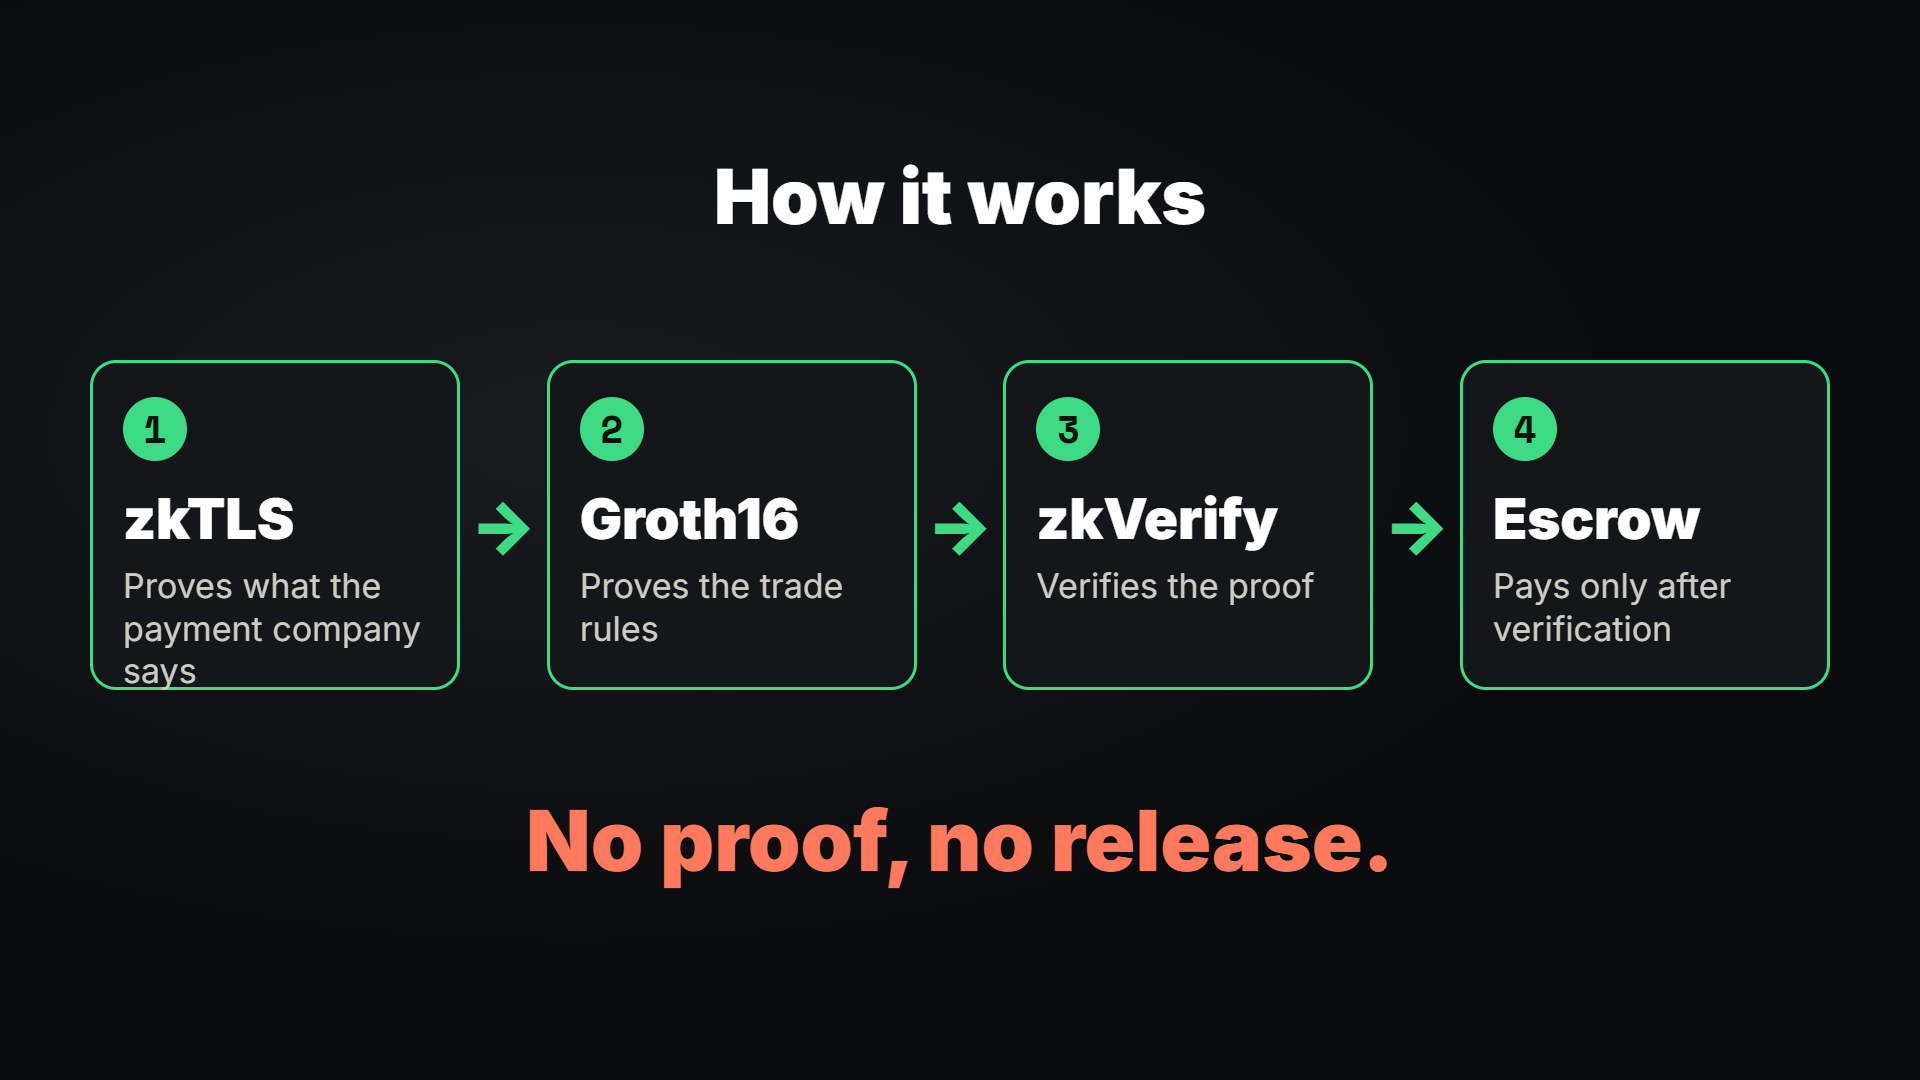 How it works
1
zkTLS
Proves what the
payment company
says
2
Groth16
Proves the trade
rules
3
zkVerify
Verifies the proof
4
Escrow
Pays only after
verification
No proof, no release.